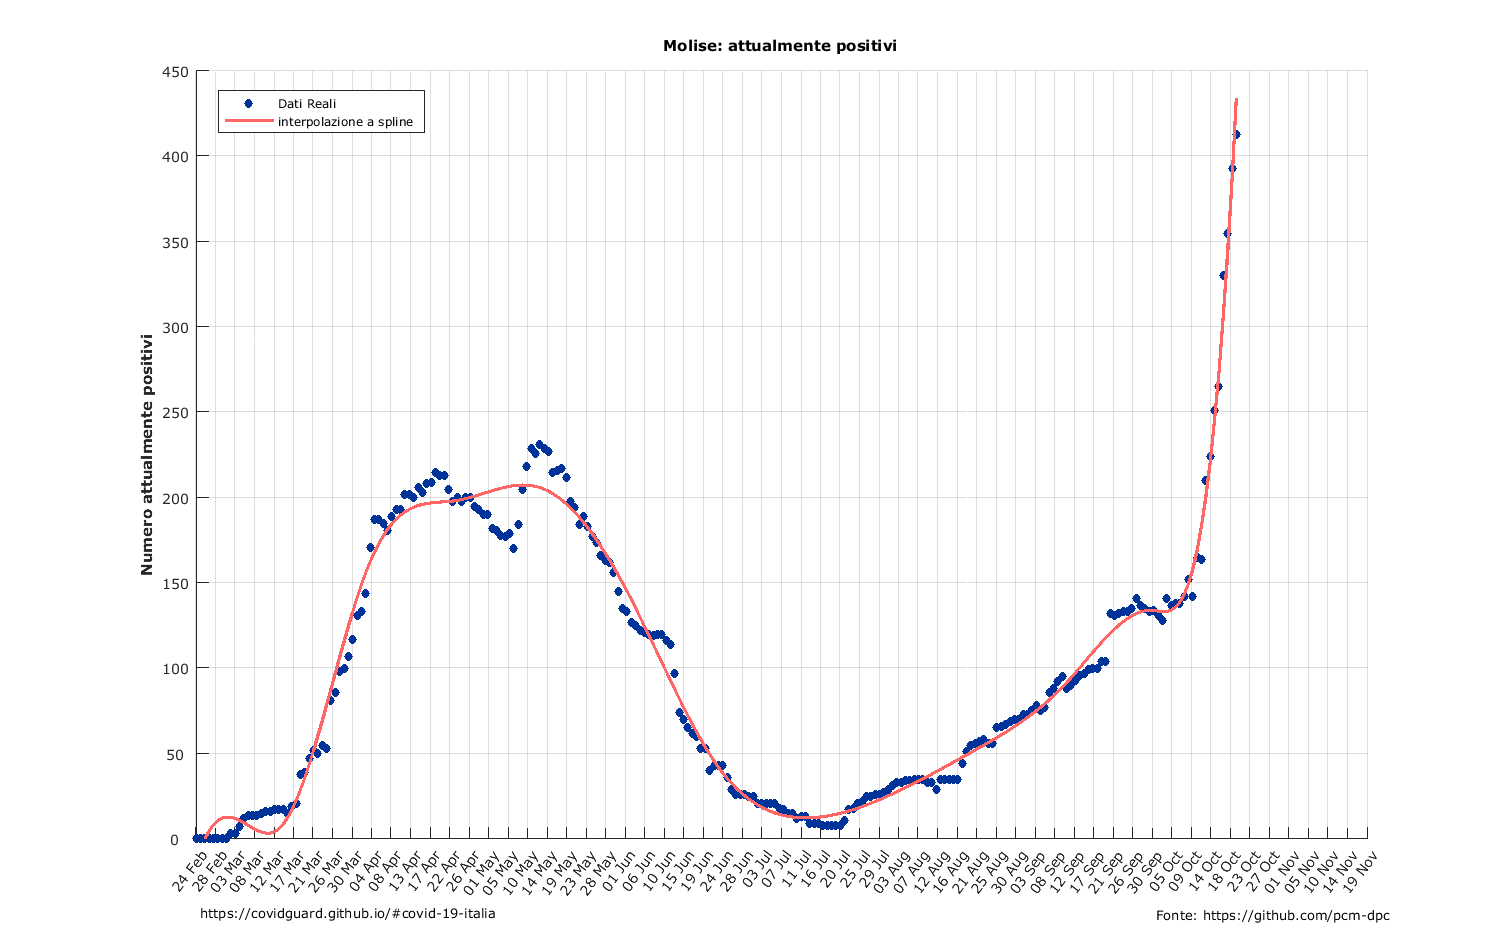 Molise: attualmente positivi
450
400
350
300
250
200
150
100
50
0
Numero attualmente positivi
Dati Reali
interpolazione a spline
24 Feb
28 Feb
03 Mar
08 Mar
12 Mar
17 Mar
21 Mar
26 Mar
30 Mar
04 Apr
08 Apr
13 Apr
17 Apr
22 Apr
26 Apr
01 May
05 May
10 May
14 May
19 May
23 May
28 May
01 Jun
06 Jun
10 Jun
15 Jun
19 Jun
24 Jun
28 Jun
03 Jul
07 Jul
11 Jul
16 Jul
20 Jul
25 Jul
29 Jul
03 Aug
07 Aug
12 Aug
16 Aug
21 Aug
25 Aug
30 Aug
03 Sep
08 Sep
12 Sep
17 Sep
21 Sep
26 Sep
30 Sep
05 Oct
09 Oct
14 Oct
18 Oct
23 Oct
27 Oct
01 Nov
05 Nov
10 Nov
14 Nov
19 Nov
https://covidguard.github.io/#covid-19-italia
Fonte: https://github.com/pcm-dpc